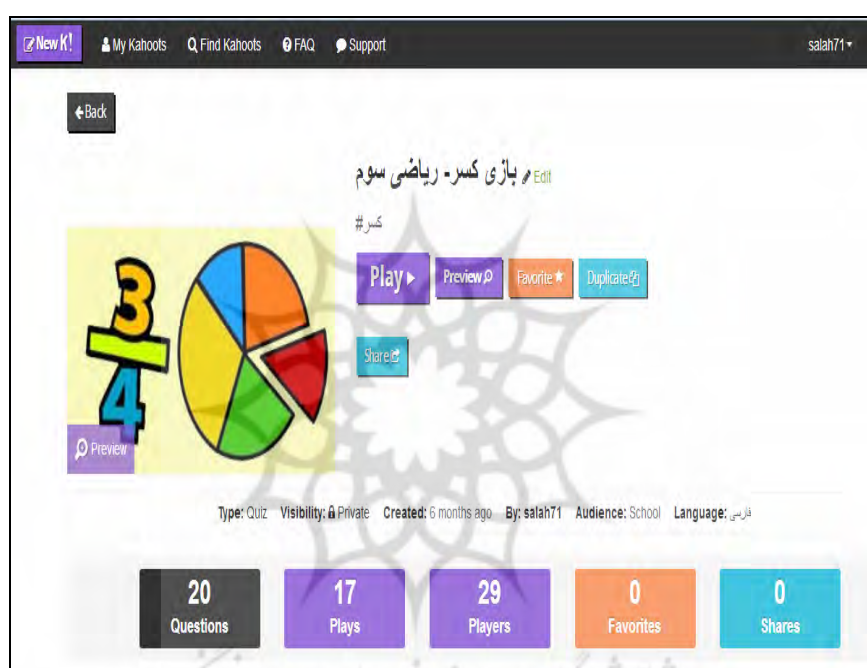 New K! My Kahoots Find Kahoots FAQ Support salah71
Back
بازی کسر- ریاضی سوم Edit
#کسر
Play Preview Favorite Duplicate
Share
3
4
Preview
Type: Quiz Visibility: Private Created: 6 months ago By: salah71 Audience: School Language: فارسی
20 17 29 0 0
Questions Plays Players Favorites Shares